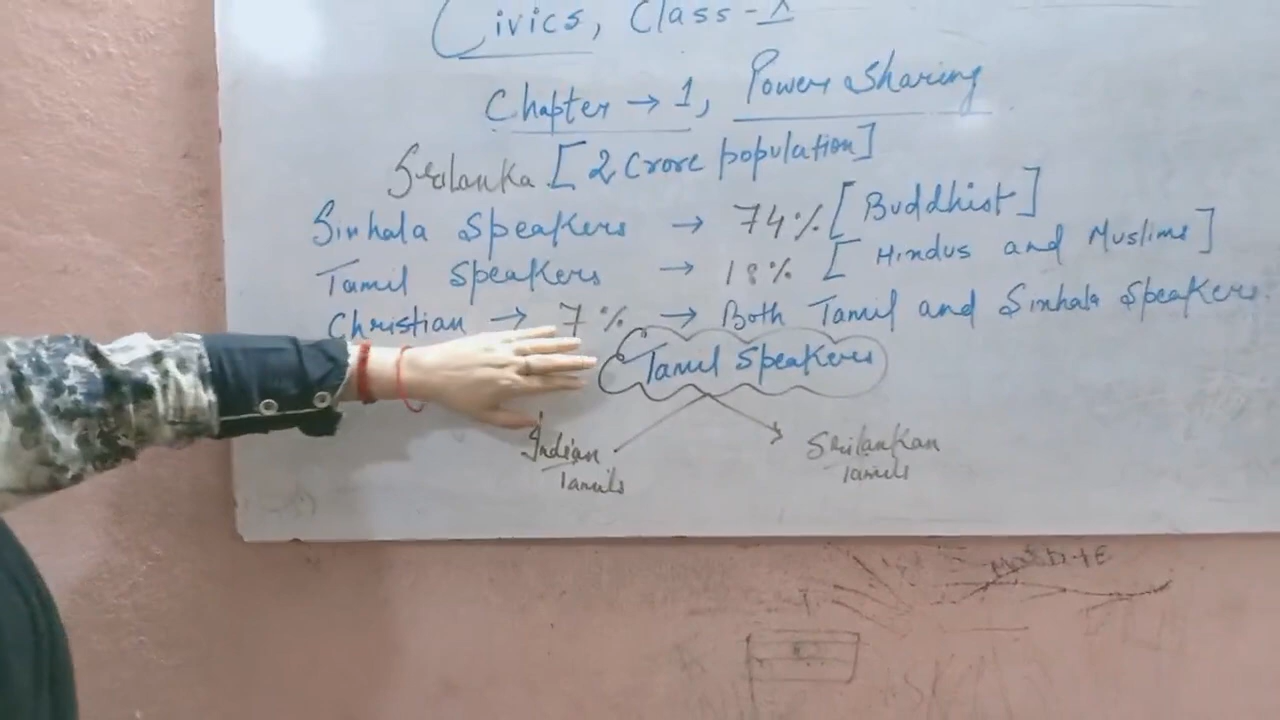 Civics, Class - X
Chapter → 1, Power Sharing
Srilanka [2 Crore population]
Sinhala Speakers → 74% [Buddhist]
Tamil Speakers → 18% [Hindus and Muslims]
Christian → 7% → Both Tamil and Sinhala Speakers.
Tamil Speakers
Indian Tamils
Srilankan Tamils